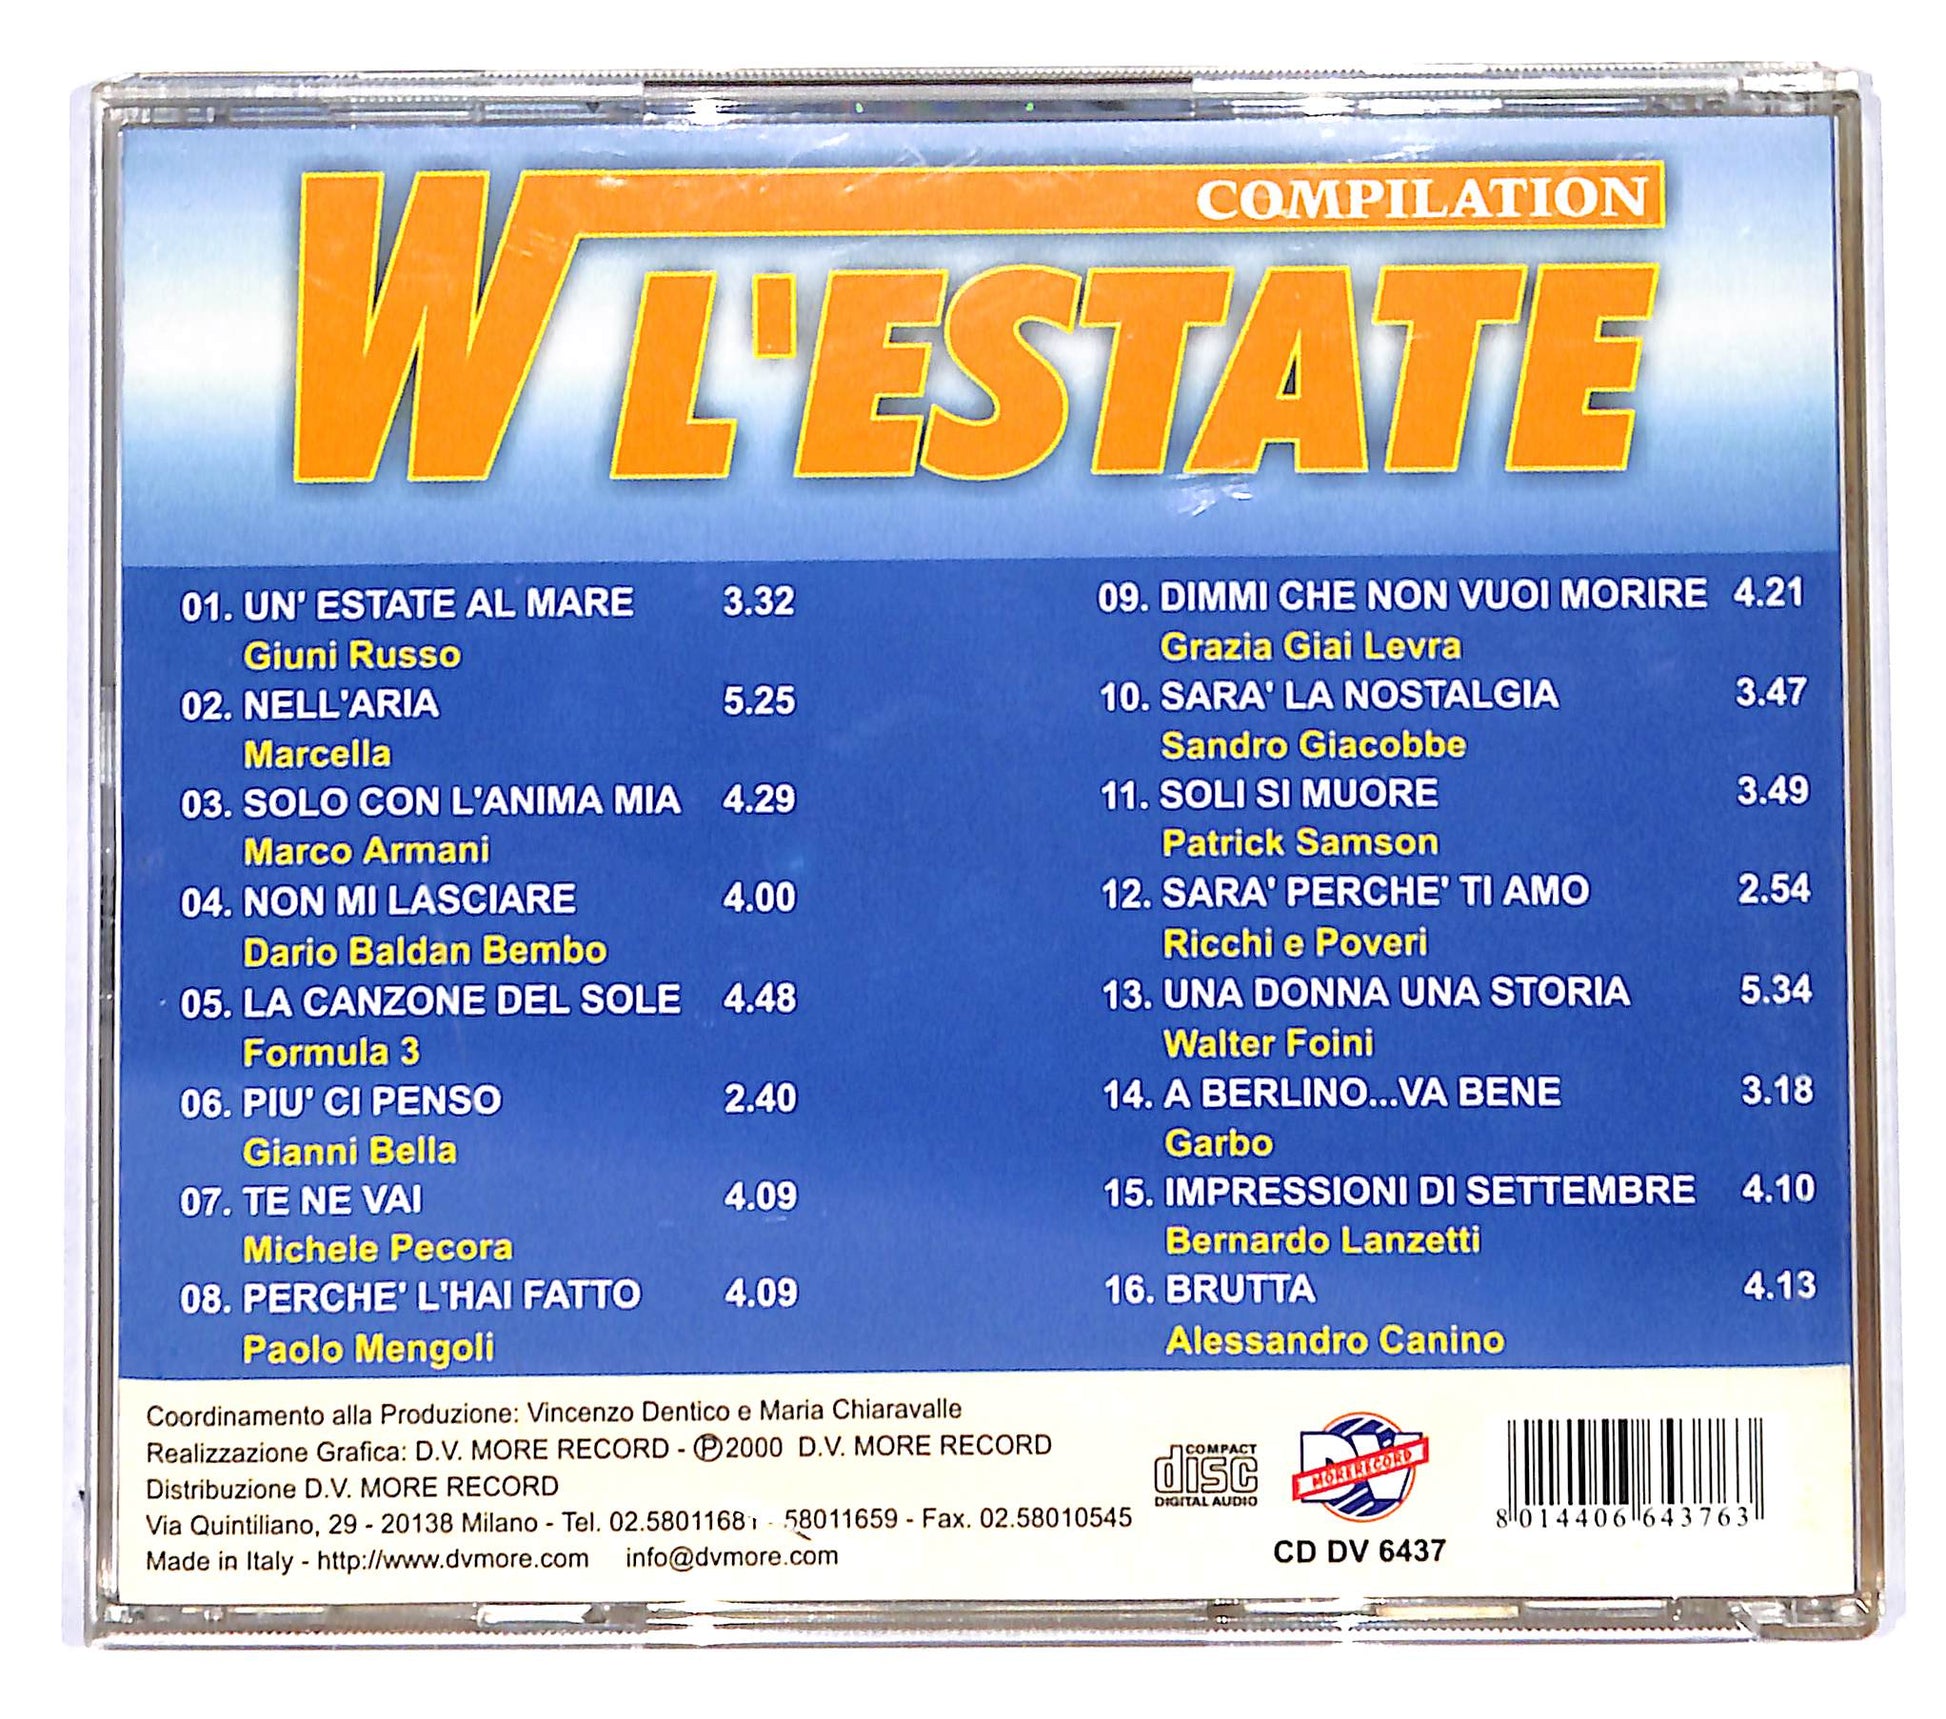 COMPILATION
W L'ESTATE
01. UN' ESTATE AL MARE 3.32
Giuni Russo
02. NELL'ARIA 5.25
Marcella
03. SOLO CON L'ANIMA MIA 4.29
Marco Armani
04. NON MI LASCIARE 4.00
Dario Baldan Bembo
05. LA CANZONE DEL SOLE 4.48
Formula 3
06. PIU' CI PENSO 2.40
Gianni Bella
07. TE NE VAI 4.09
Michele Pecora
08. PERCHE' L'HAI FATTO 4.09
Paolo Mengoli
09. DIMMI CHE NON VUOI MORIRE 4.21
Grazia Giai Levra
10. SARA' LA NOSTALGIA 3.47
Sandro Giacobbe
11. SOLI SI MUORE 3.49
Patrick Samson
12. SARA' PERCHE' TI AMO 2.54
Ricchi e Poveri
13. UNA DONNA UNA STORIA 5.34
Walter Foini
14. A BERLINO...VA BENE 3.18
Garbo
15. IMPRESSIONI DI SETTEMBRE 4.10
Bernardo Lanzetti
16. BRUTTA 4.13
Alessandro Canino
Coordinamento alla Produzione: Vincenzo Dentico e Maria Chiaravalle
Realizzazione Grafica: D.V. MORE RECORD - ℗2000 D.V. MORE RECORD
Distribuzione D.V. MORE RECORD
Via Quintiliano, 29 - 20138 Milano - Tel. 02.58011681 - 58011659 - Fax. 02.58010545
Made in Italy - http://www.dvmore.com info@dvmore.com
COMPACT
disc
DIGITAL AUDIO
DV
MORE RECORD
CD DV 6437
8 014406 643763